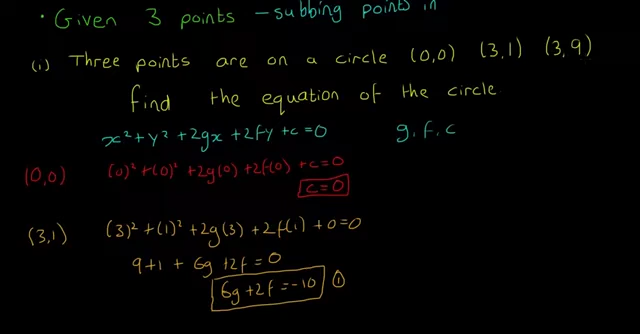 • Given 3 points – subbing points in
(i) Three points are on a circle (0,0) (3,1) (3,9)
find the equation of the circle
x² + y² + 2gx + 2fy + c = 0 g, f, c
(0,0) (0)² + (0)² + 2g(0) + 2f(0) + c = 0
c = 0
(3,1) (3)² + (1)² + 2g(3) + 2f(1) + 0 = 0
9 + 1 + 6g + 2f = 0
6g + 2f = -10 ①